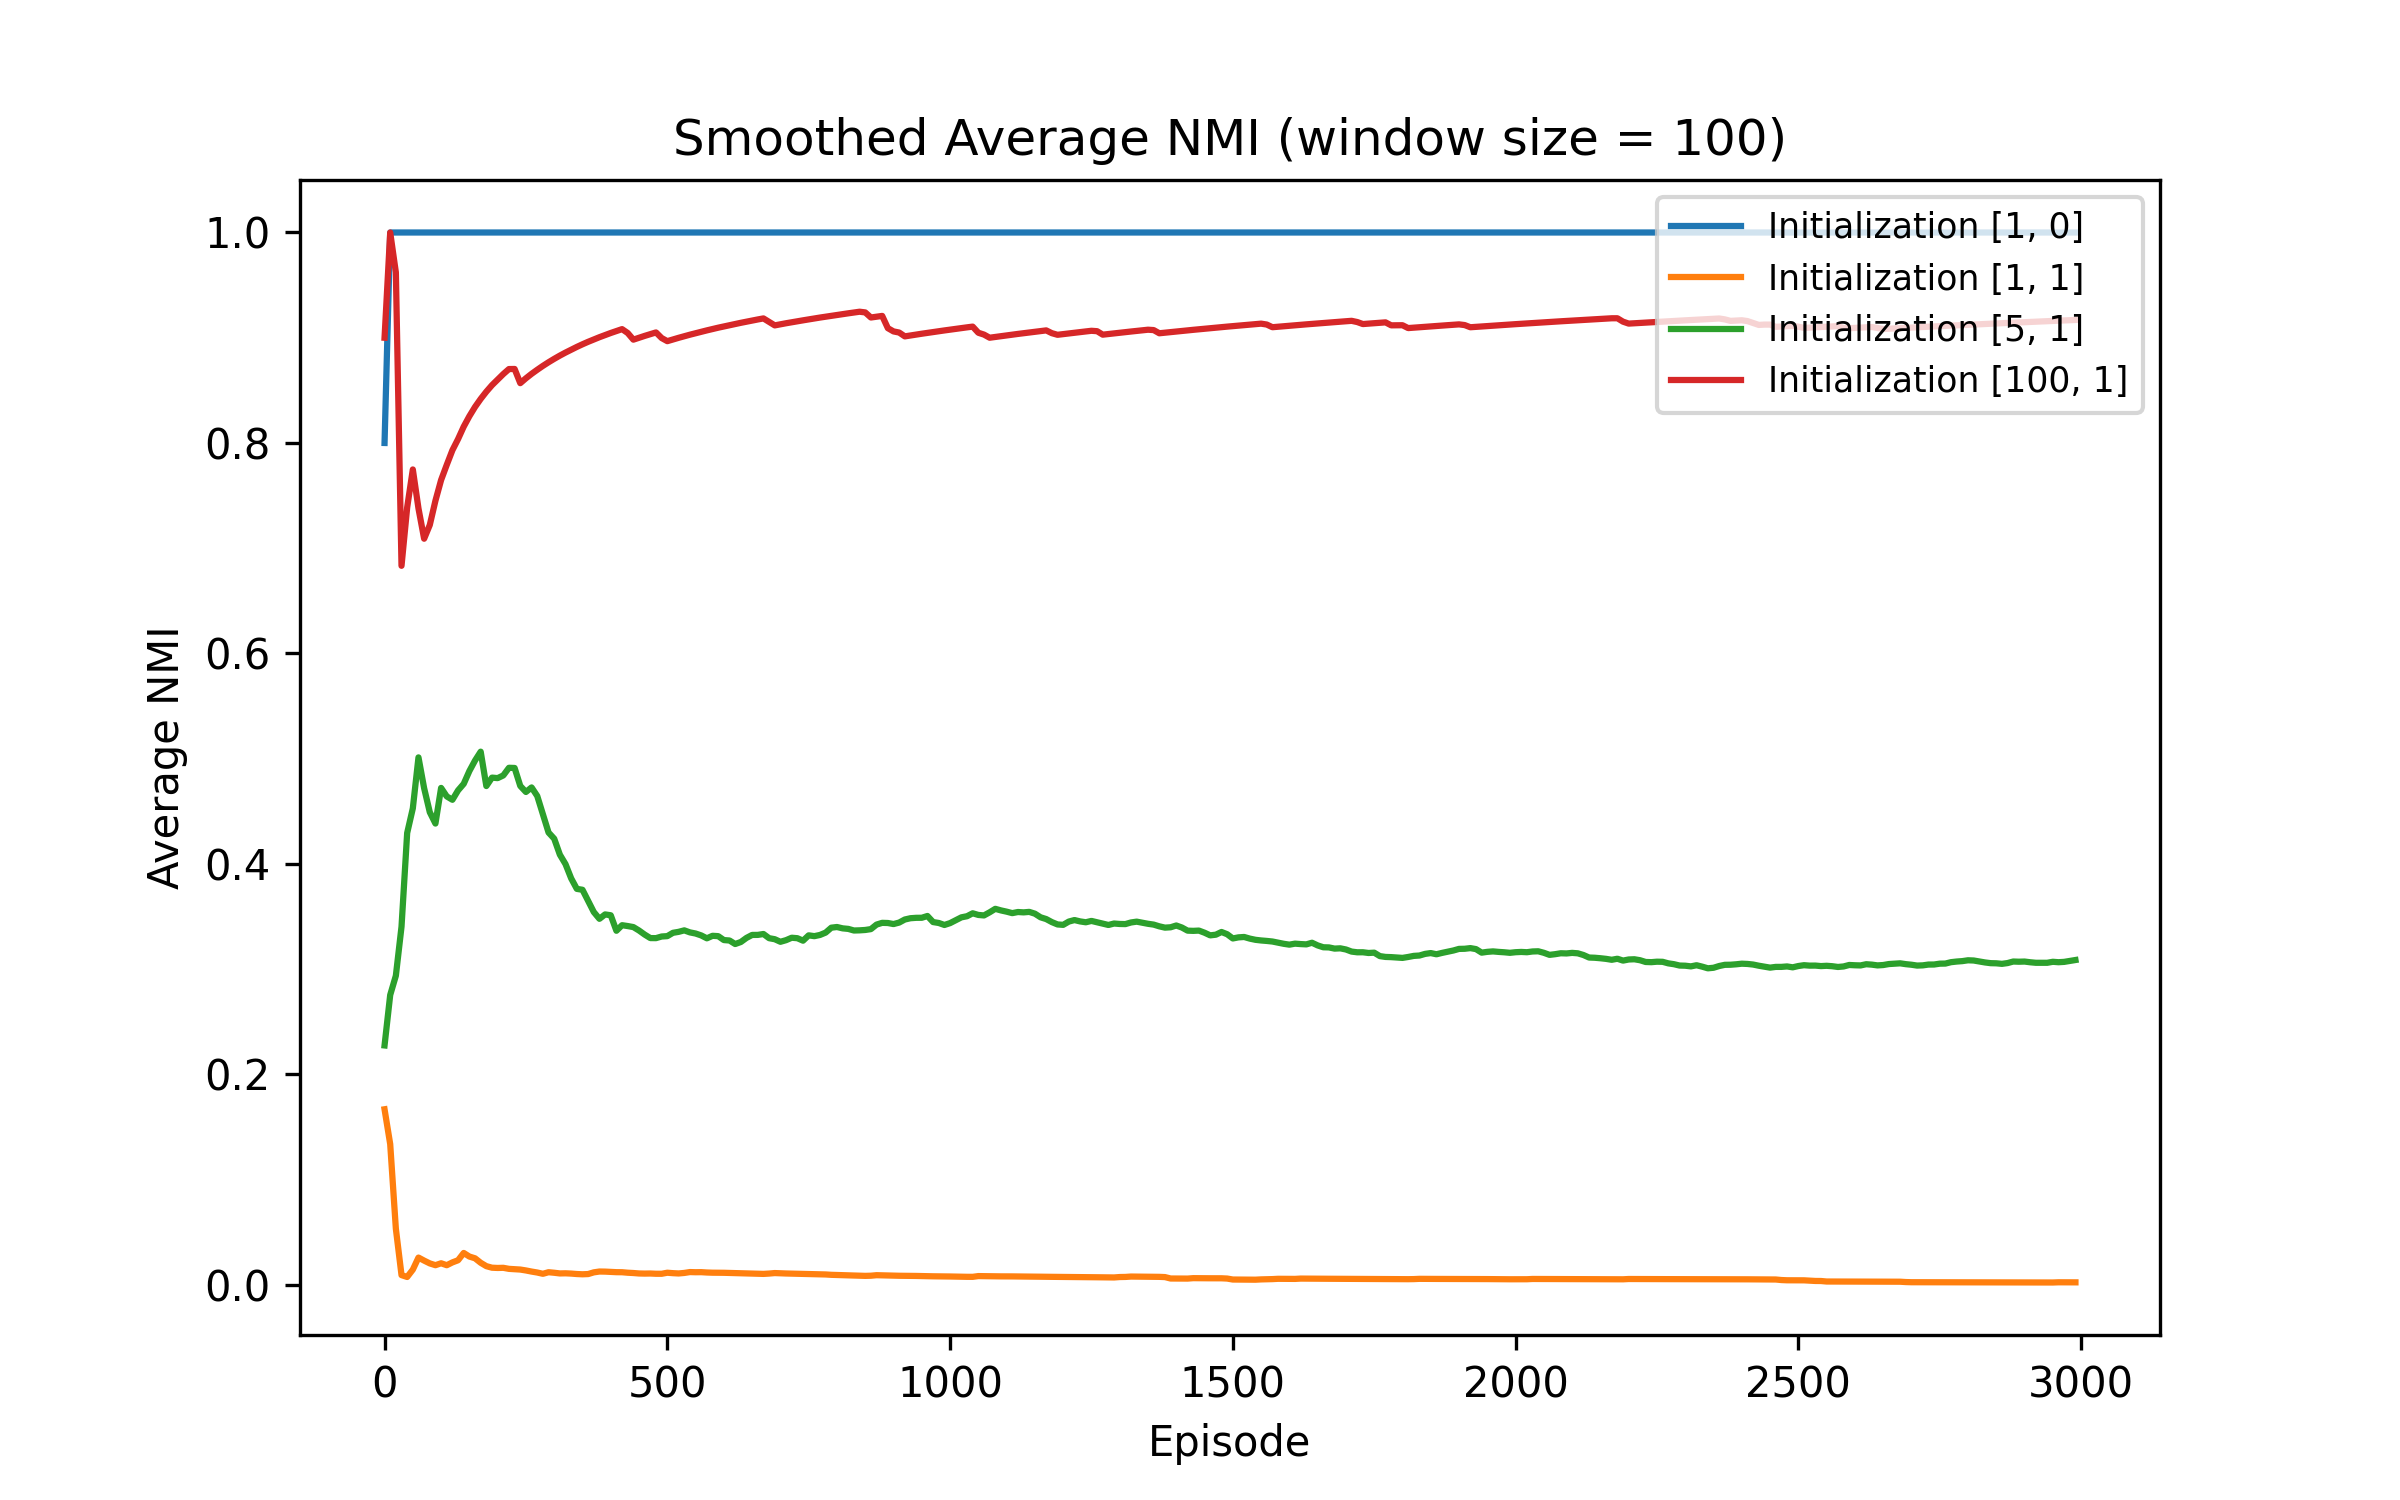 Smoothed Average NMI (window size = 100)
Initialization [1, 0]
Initialization [1, 1]
Initialization [5, 1]
Initialization [100, 1]
Average NMI
1.0
0.8
0.6
0.4
0.2
0.0
0 500 1000 1500 2000 2500 3000
Episode